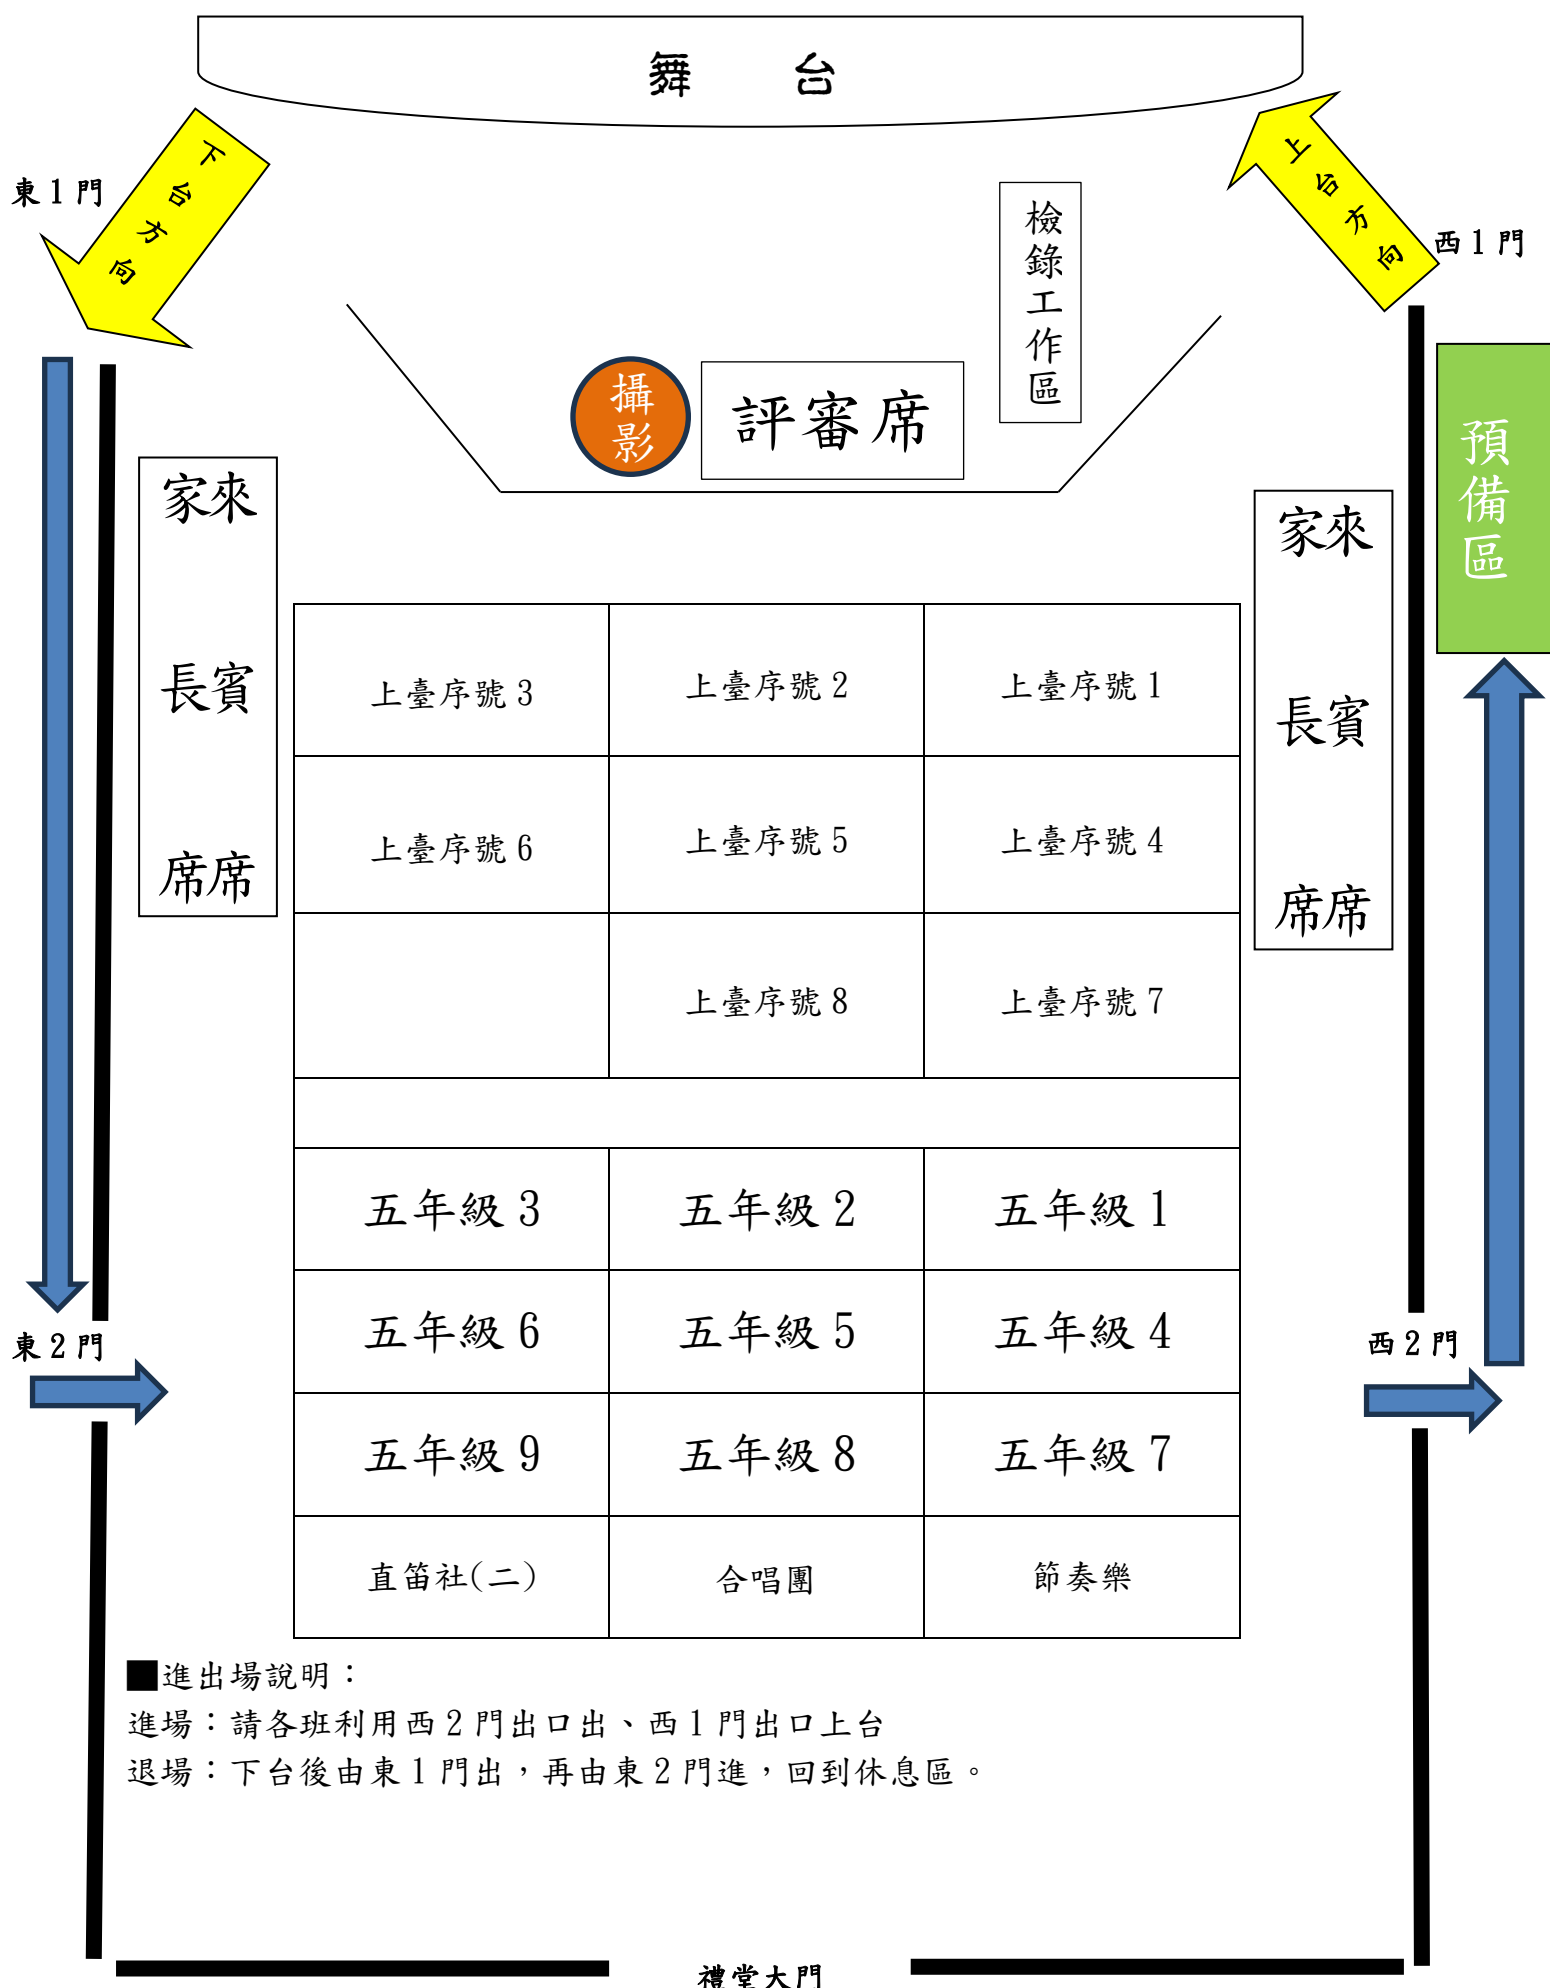 舞　台
下台方向
上台方向
東1門
西1門
檢錄工作區
攝影
評審席
預備區
來賓席
家長席
來賓席
家長席
上臺序號3
上臺序號2
上臺序號1
上臺序號6
上臺序號5
上臺序號4
上臺序號8
上臺序號7
五年級3
五年級2
五年級1
五年級6
五年級5
五年級4
東2門
西2門
五年級9
五年級8
五年級7
直笛社(二)
合唱團
節奏樂
■進出場說明：
進場：請各班利用西2門出口出、西1門出口上台
退場：下台後由東1門出，再由東2門進，回到休息區。
禮堂大門